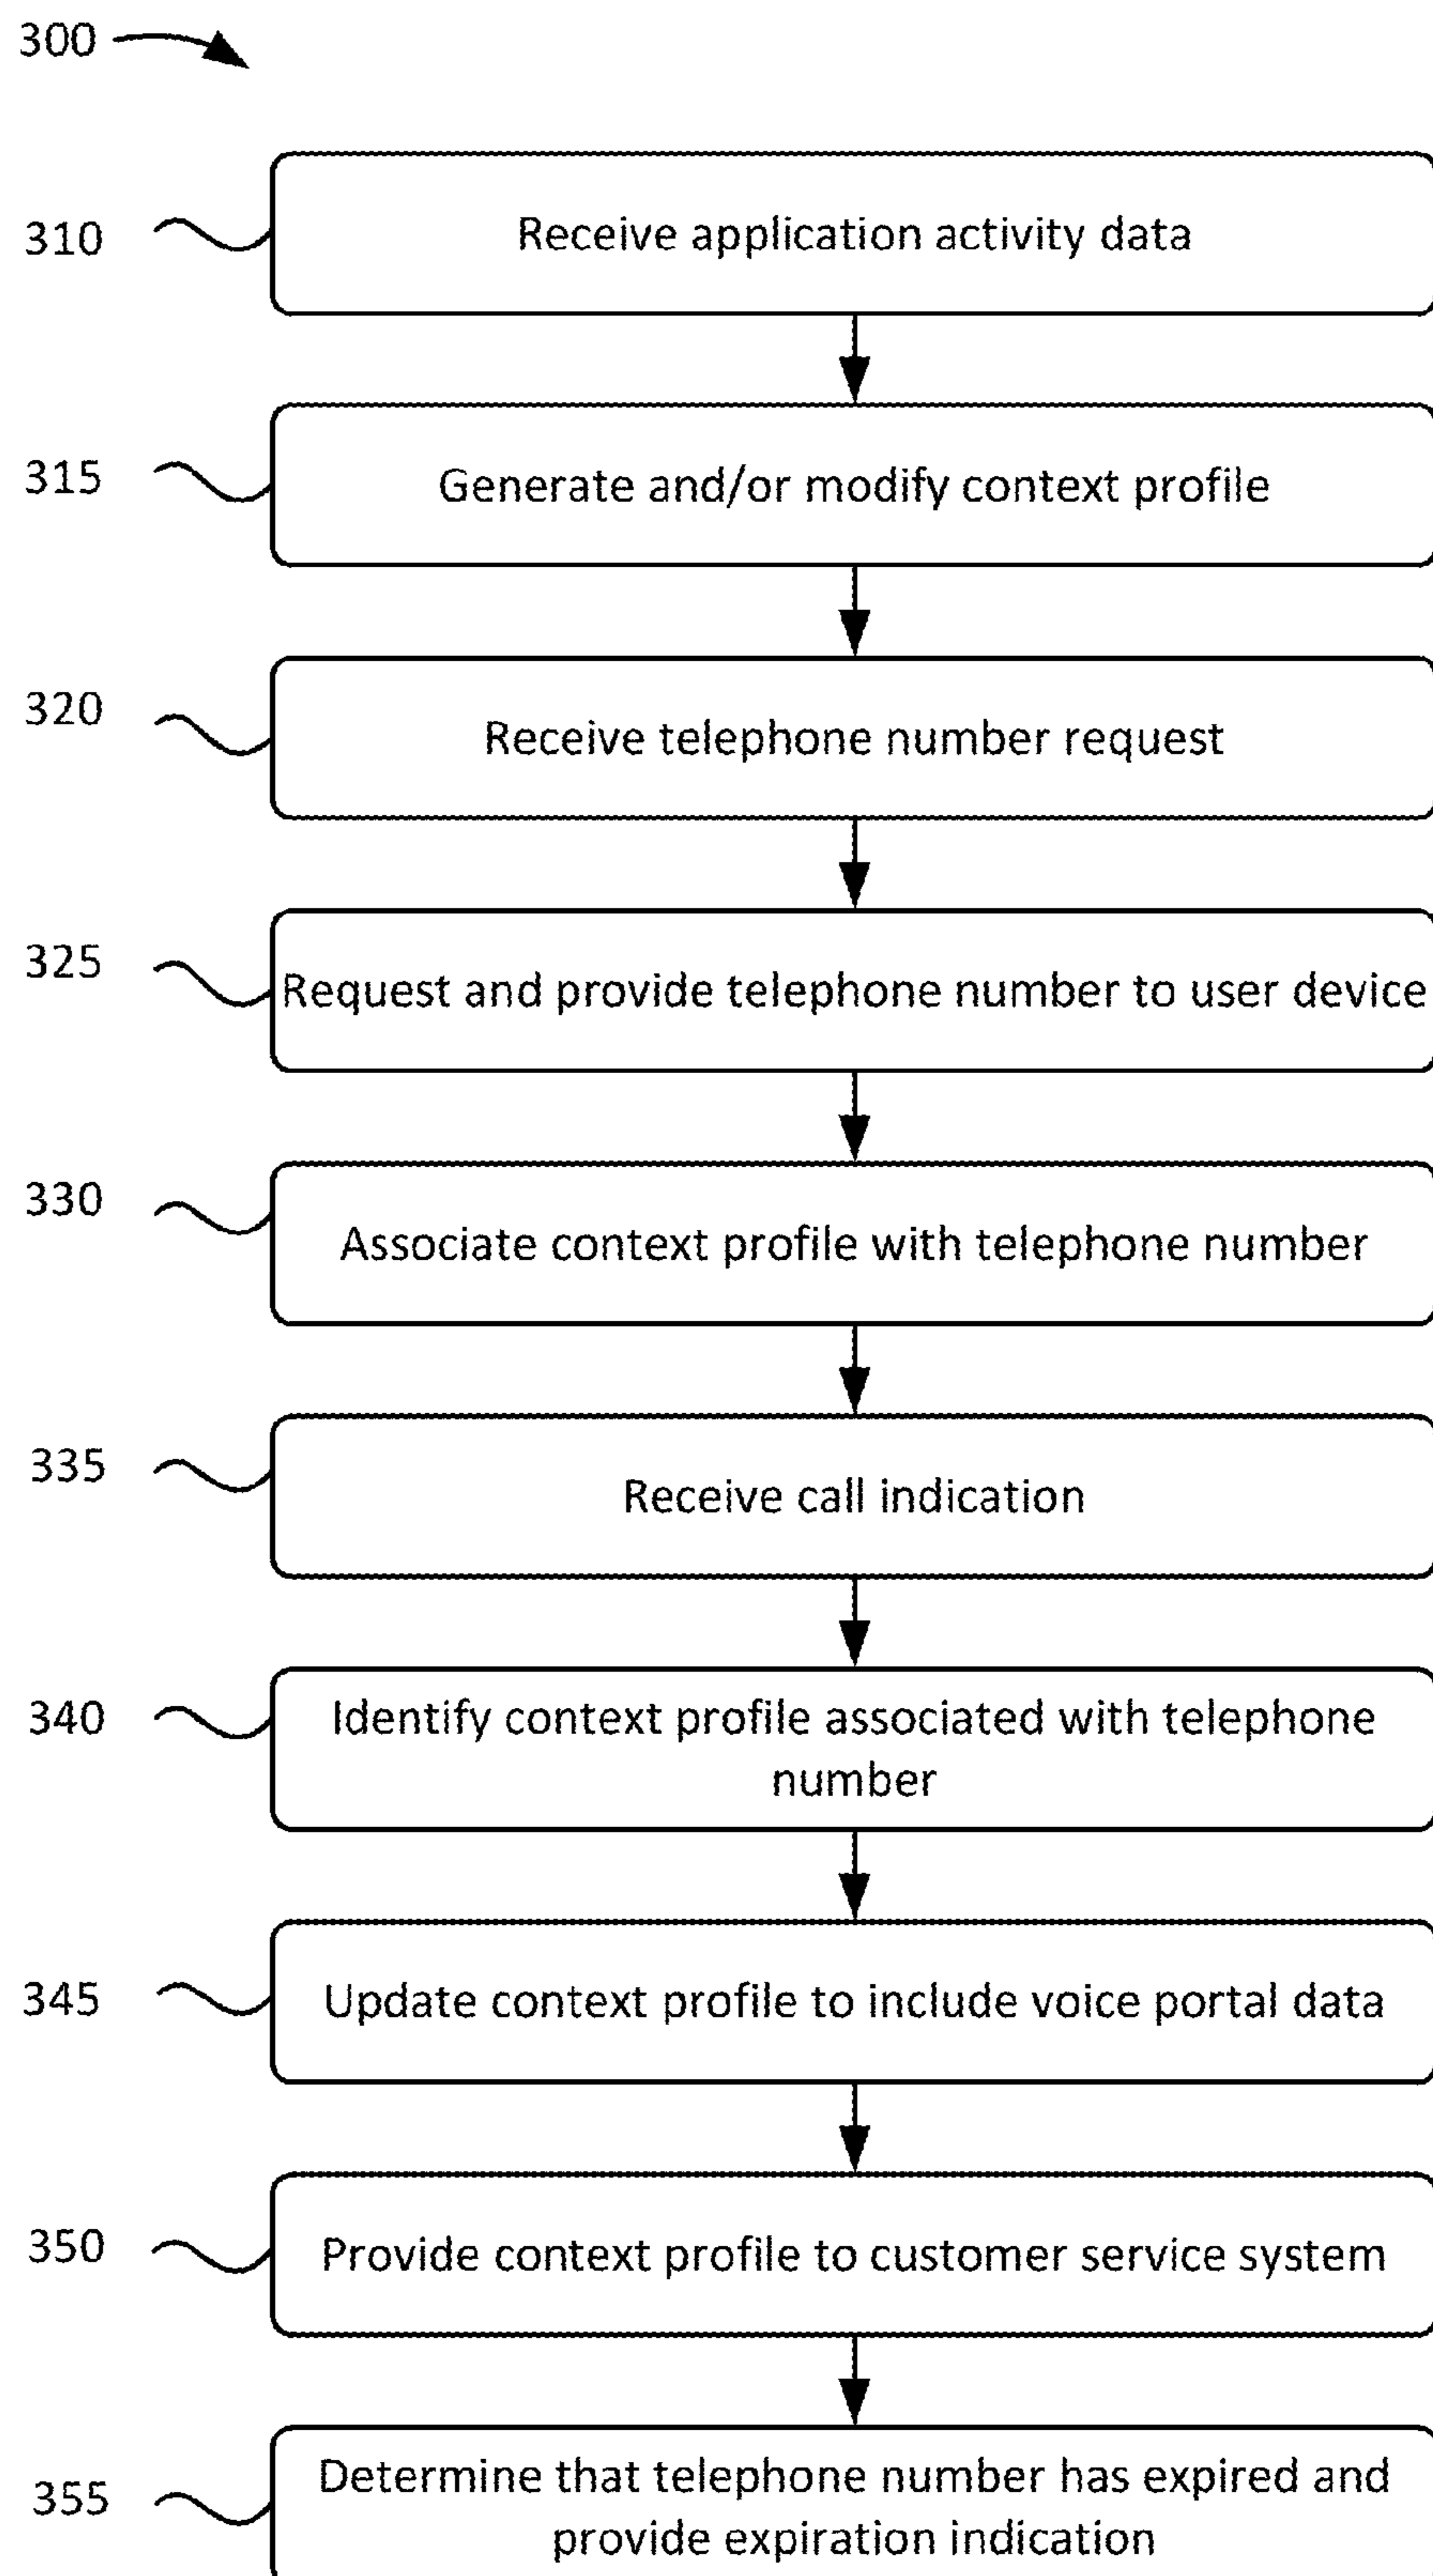 300
310
Receive application activity data
315
Generate and/or modify context profile
320
Receive telephone number request
325
Request and provide telephone number to user device
330
Associate context profile with telephone number
335
Receive call indication
340
Identify context profile associated with telephone
number
345
Update context profile to include voice portal data
350
Provide context profile to customer service system
355
Determine that telephone number has expired and
provide expiration indication